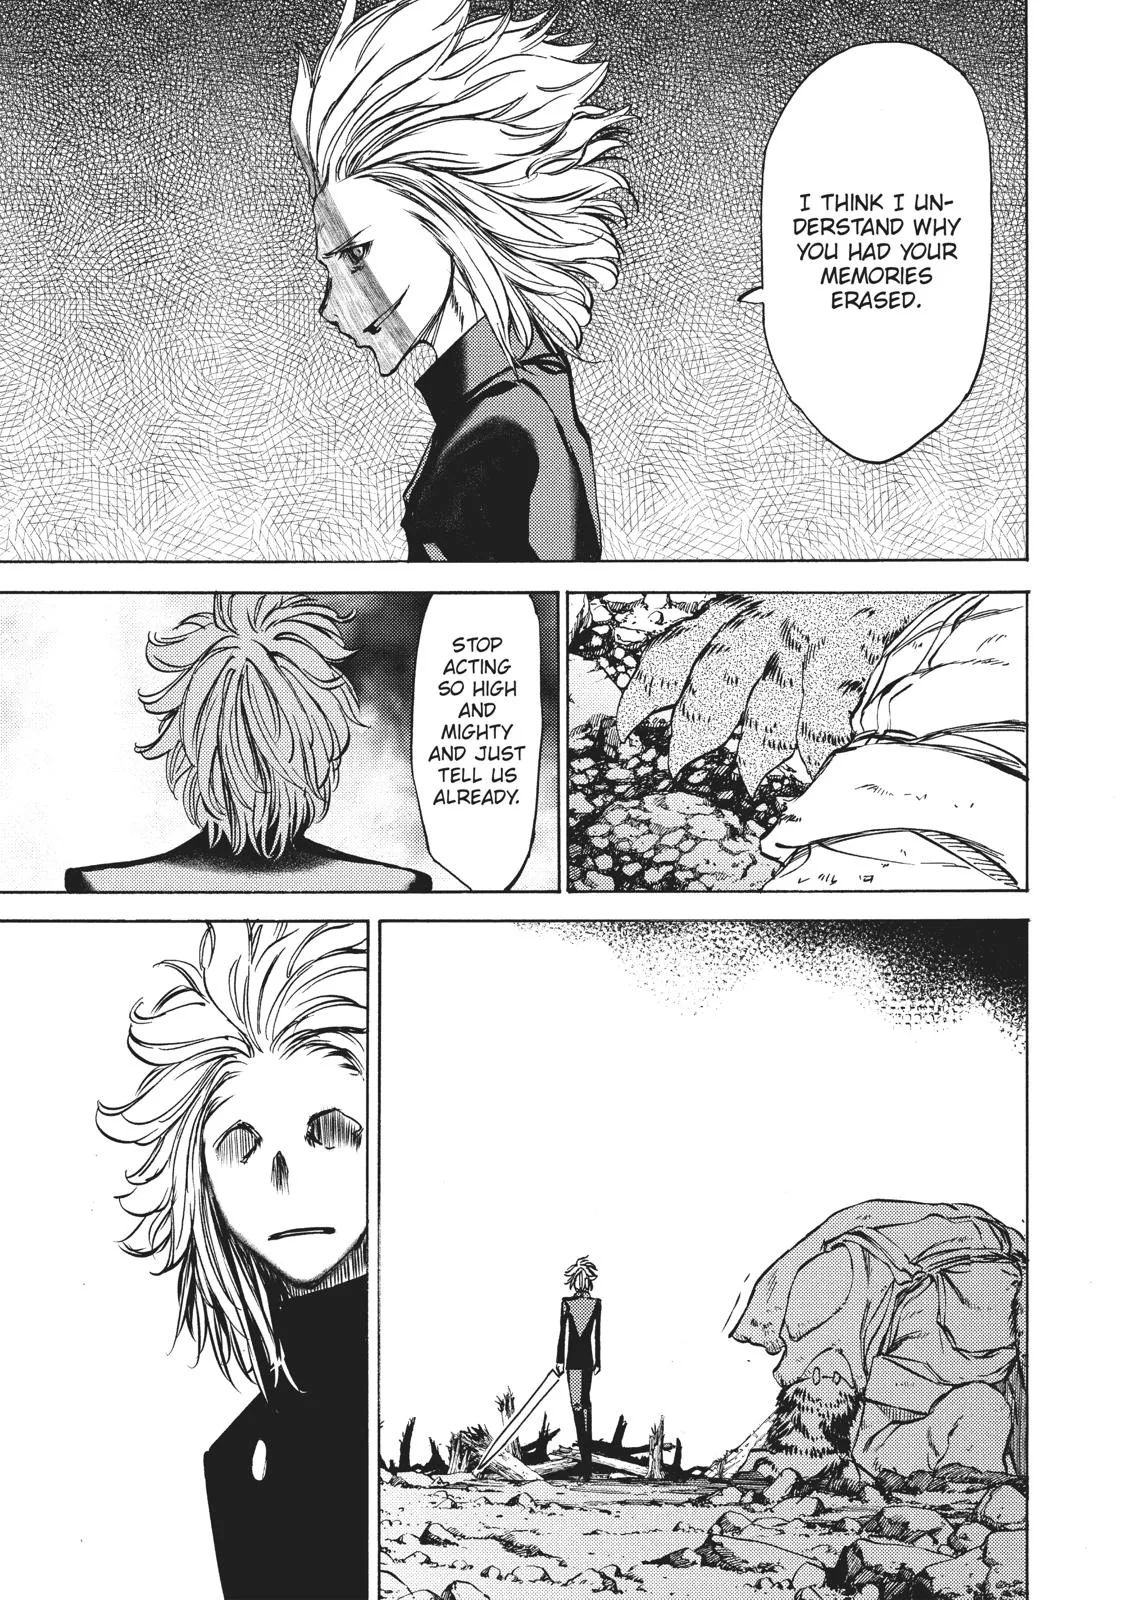 I THINK I UN-
DERSTAND WHY
YOU HAD YOUR
MEMORIES
ERASED.
STOP
ACTING
SO HIGH
AND
MIGHTY
AND JUST
TELL US
ALREADY.